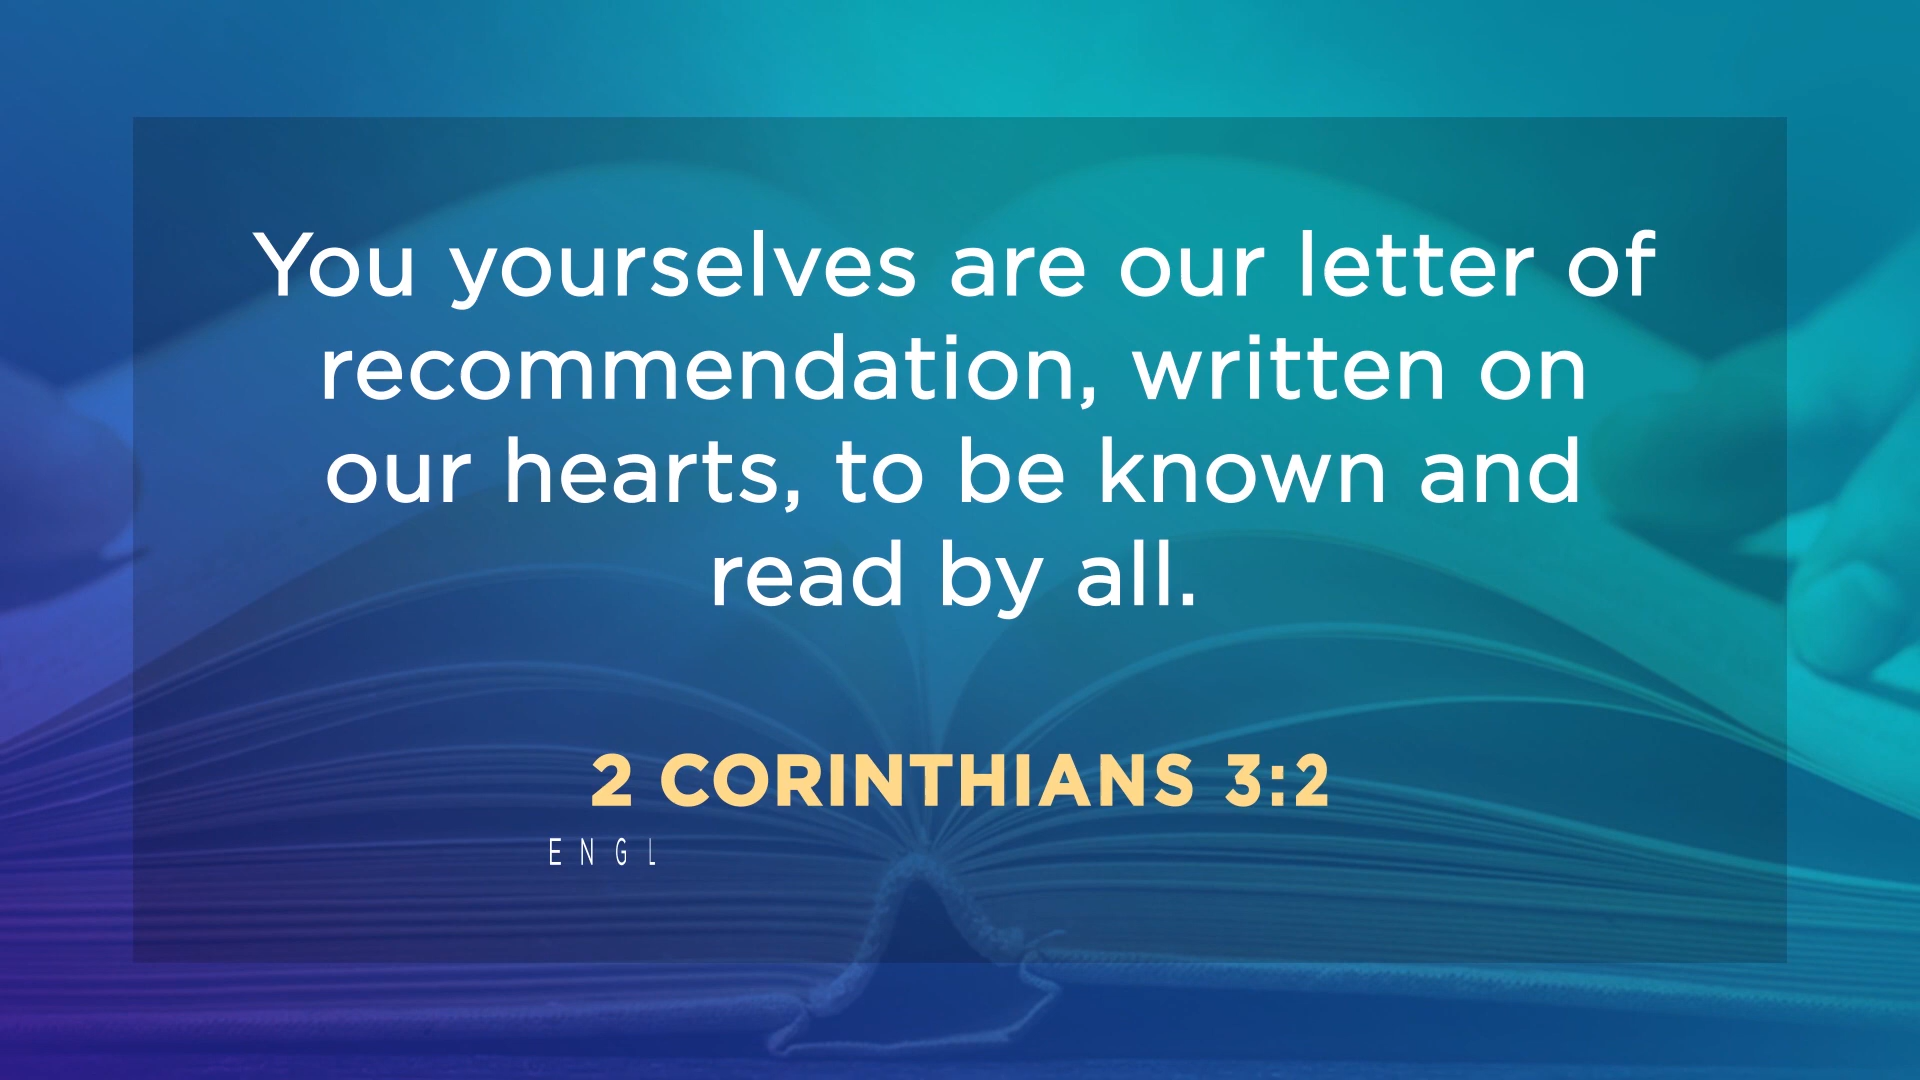 You yourselves are our letter of
recommendation, written on
our hearts, to be known and
read by all.
2 CORINTHIANS 3:2
ENGL